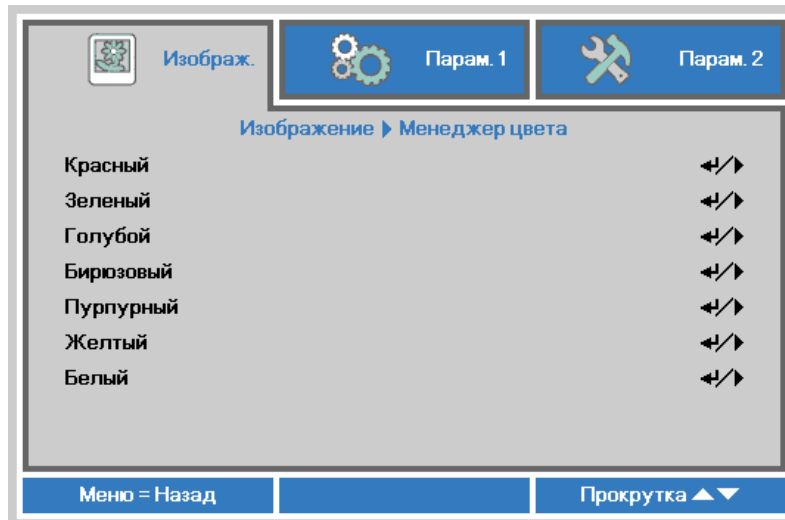 Изображ.
Парам. 1
Парам. 2
Изображение ▶ Менеджер цвета
Красный ↵/▶
Зеленый ↵/▶
Голубой ↵/▶
Бирюзовый ↵/▶
Пурпурный ↵/▶
Желтый ↵/▶
Белый ↵/▶
Меню = Назад
Прокрутка ▲▼